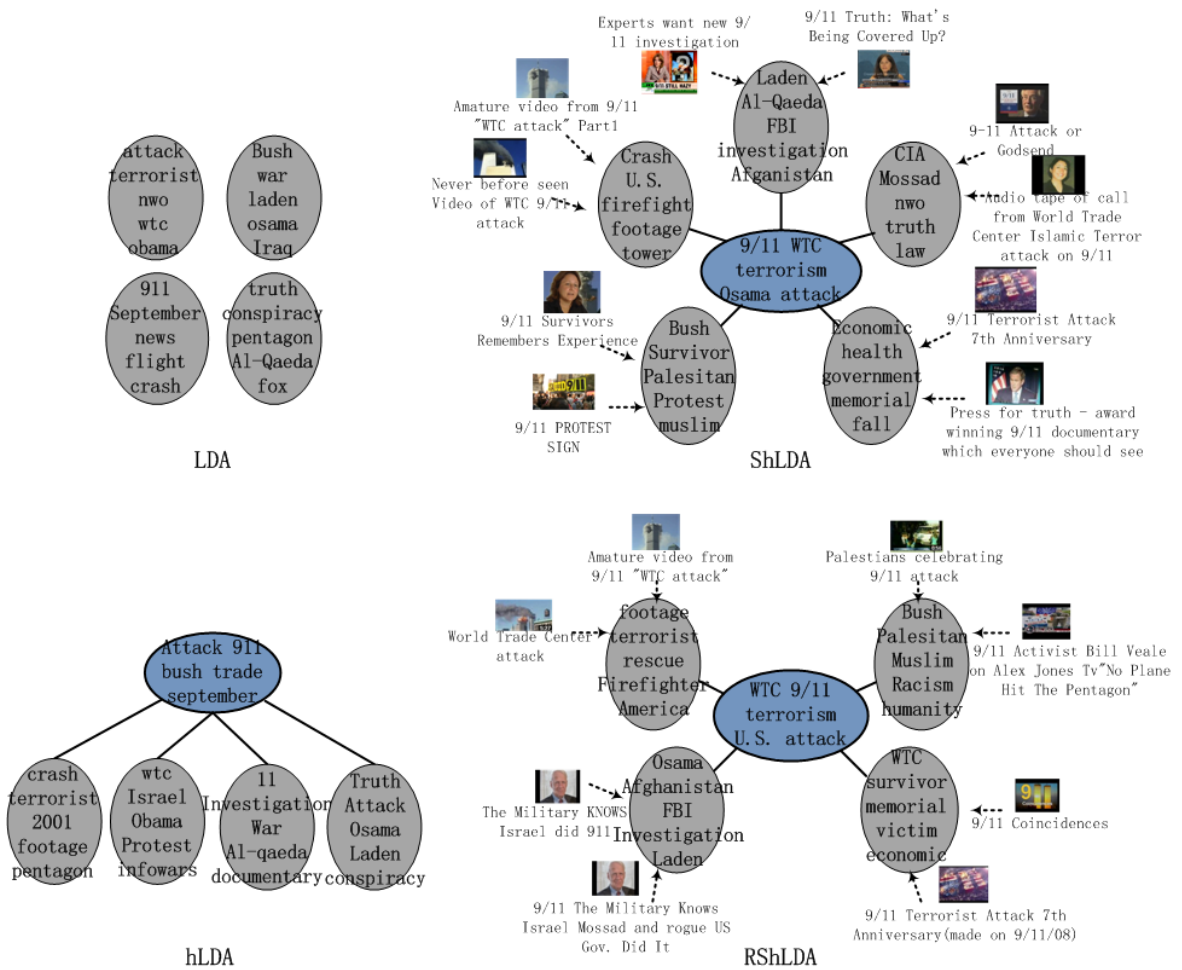 attack
terrorist
nwo
wtc
obama
Bush
war
laden
osama
Iraq
911
September
news
flight
crash
truth
conspiracy
pentagon
Al-Qaeda
fox
LDA
Experts want new 9/
11 investigation
9/11 Truth: What's
Being Covered Up?
Amature video from 9/11
"WTC attack" Part1
Never before seen
Video of WTC 9/11
attack
Laden
Al-Qaeda
FBI
investigation
Afganistan
9-11 Attack or
Godsend
Audio tape of call
from World Trade
Center Islamic Terror
attack on 9/11
Crash
U.S.
firefight
footage
tower
CIA
Mossad
nwo
truth
law
9/11 WTC
terrorism
Osama attack
9/11 Survivors
Remembers Experience
9/11 PROTEST
SIGN
Bush
Survivor
Palesitan
Protest
muslim
Economic
health
government
memorial
fall
9/11 Terrorist Attack
7th Anniversary
Press for truth - award
winning 9/11 documentary
which everyone should see
ShLDA
Attack 911
bush trade
september
crash
terrorist
2001
footage
pentagon
wtc
Israel
Obama
Protest
infowars
11
Investigation
War
Al-qaeda
documentary
Truth
Attack
Osama
Laden
conspiracy
hLDA
Amature video from
9/11 "WTC attack"
World Trade Center
attack
footage
terrorist
rescue
Firefighter
America
Palestians celebrating
9/11 attack
Bush
Palesitan
Muslim
Racism
humanity
9/11 Activist Bill Veale
on Alex Jones Tv"No Plane
Hit The Pentagon"
WTC 9/11
terrorism
U.S. attack
The Military KNOWS
Israel did 911
Osama
Afghanistan
FBI
Investigation
Laden
9/11 The Military Knows
Israel Mossad and rogue US
Gov. Did It
WTC
survivor
memorial
victim
economic
9/11 Coincidences
9/11 Terrorist Attack 7th
Anniversary(made on 9/11/08)
RShLDA